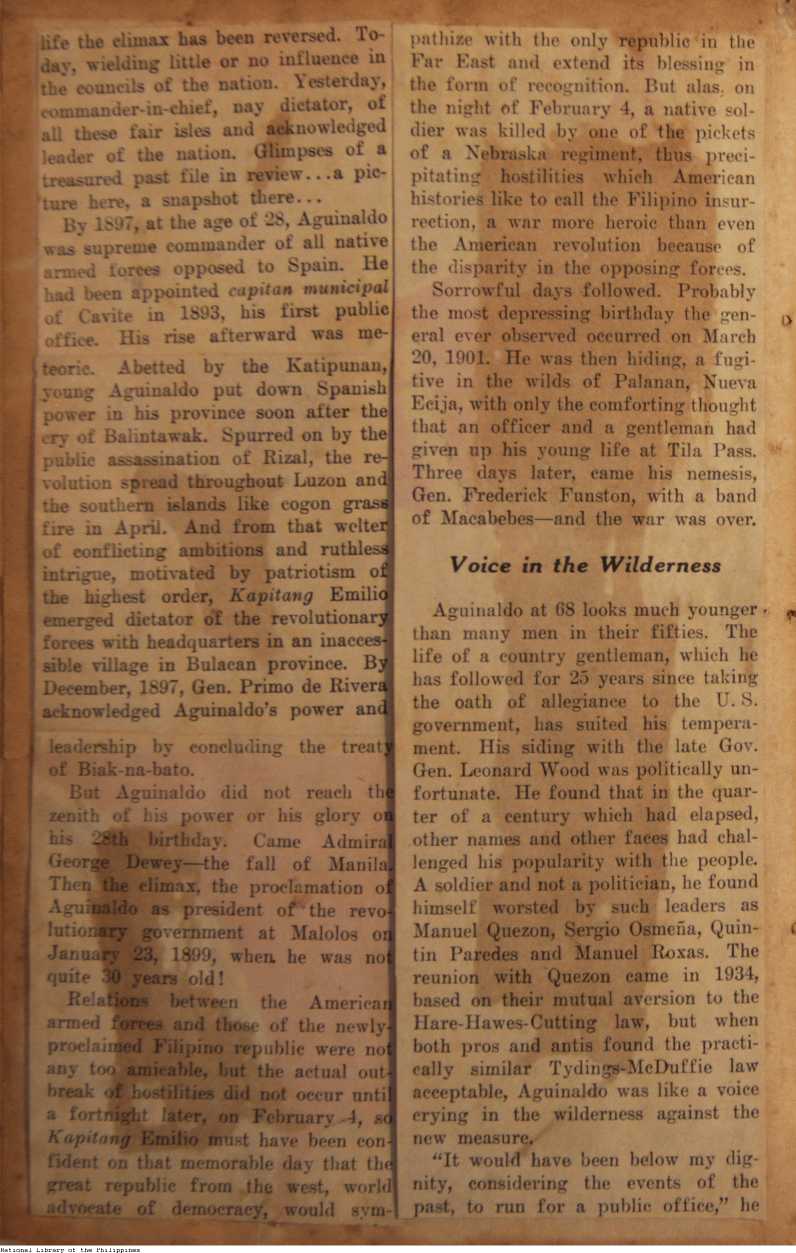 life the climax has been reversed. To-
day, wielding little or no influence in
the councils of the nation. Yesterday,
commander-in-chief, nay dictator, of
all these fair isles and acknowledged
leader of the nation. Glimpses of a
treasured past file in review...a pic-
ture here, a snapshot there...
By 1897, at the age of 28, Aguinaldo
was supreme commander of all native
armed forces opposed to Spain. He
had been appointed capitan municipal
of Cavite in 1893, his first public
office. His rise afterward was me-
teoric. Abetted by the Katipunan,
young Aguinaldo put down Spanish
power in his province soon after the
cry of Balintawak. Spurred on by the
public assassination of Rizal, the re-
volution spread throughout Luzon and
the southern islands like cogon grass
fire in April. And from that welter
of conflicting ambitions and ruthless
intrigue, motivated by patriotism of
the highest order, Kapitang Emilio
emerged dictator of the revolutionary
forces with headquarters in an inacces-
sible village in Bulacan province. By
December, 1897, Gen. Primo de Rivera
acknowledged Aguinaldo's power and
leadership by concluding the treaty
of Biak-na-bato.
But Aguinaldo did not reach the
zenith of his power or his glory on
his 28th birthday. Came Admiral
George Dewey—the fall of Manila.
Then the climax, the proclamation of
Aguinaldo as president of the revo-
lutionary government at Malolos on
January 23, 1899, when he was not
quite 30 years old!
Relations between the American
armed forces and those of the newly-
proclaimed Filipino republic were not
any too amicable, but the actual out-
break of hostilities did not occur until
a fortnight later, on February 4, so
Kapitang Emilio must have been con-
fident on that memorable day that the
great republic from the west, world
advocate of democracy, would sym-
pathize with the only republic in the
Far East and extend its blessing in
the form of recognition. But alas, on
the night of February 4, a native sol-
dier was killed by one of the pickets
of a Nebraska regiment, thus preci-
pitating hostilities which American
histories like to call the Filipino insur-
rection, a war more heroic than even
the American revolution because of
the disparity in the opposing forces.
Sorrowful days followed. Probably
the most depressing birthday the gen-
eral ever observed occurred on March
20, 1901. He was then hiding, a fugi-
tive in the wilds of Palanan, Nueva
Ecija, with only the comforting thought
that an officer and a gentleman had
given up his young life at Tila Pass.
Three days later, came his nemesis,
Gen. Frederick Funston, with a band
of Macabebes—and the war was over.
Voice in the Wilderness
Aguinaldo at 68 looks much younger
than many men in their fifties. The
life of a country gentleman, which he
has followed for 25 years since taking
the oath of allegiance to the U. S.
government, has suited his tempera-
ment. His siding with the late Gov.
Gen. Leonard Wood was politically un-
fortunate. He found that in the quar-
ter of a century which had elapsed,
other names and other faces had chal-
lenged his popularity with the people.
A soldier and not a politician, he found
himself worsted by such leaders as
Manuel Quezon, Sergio Osmeña, Quin-
tin Paredes and Manuel Roxas. The
reunion with Quezon came in 1934,
based on their mutual aversion to the
Hare-Hawes-Cutting law, but when
both pros and antis found the practi-
cally similar Tydings-McDuffie law
acceptable, Aguinaldo was like a voice
crying in the wilderness against the
new measure.
"It would have been below my dig-
nity, considering the events of the
past, to run for a public office," he
National Library of the Philippines